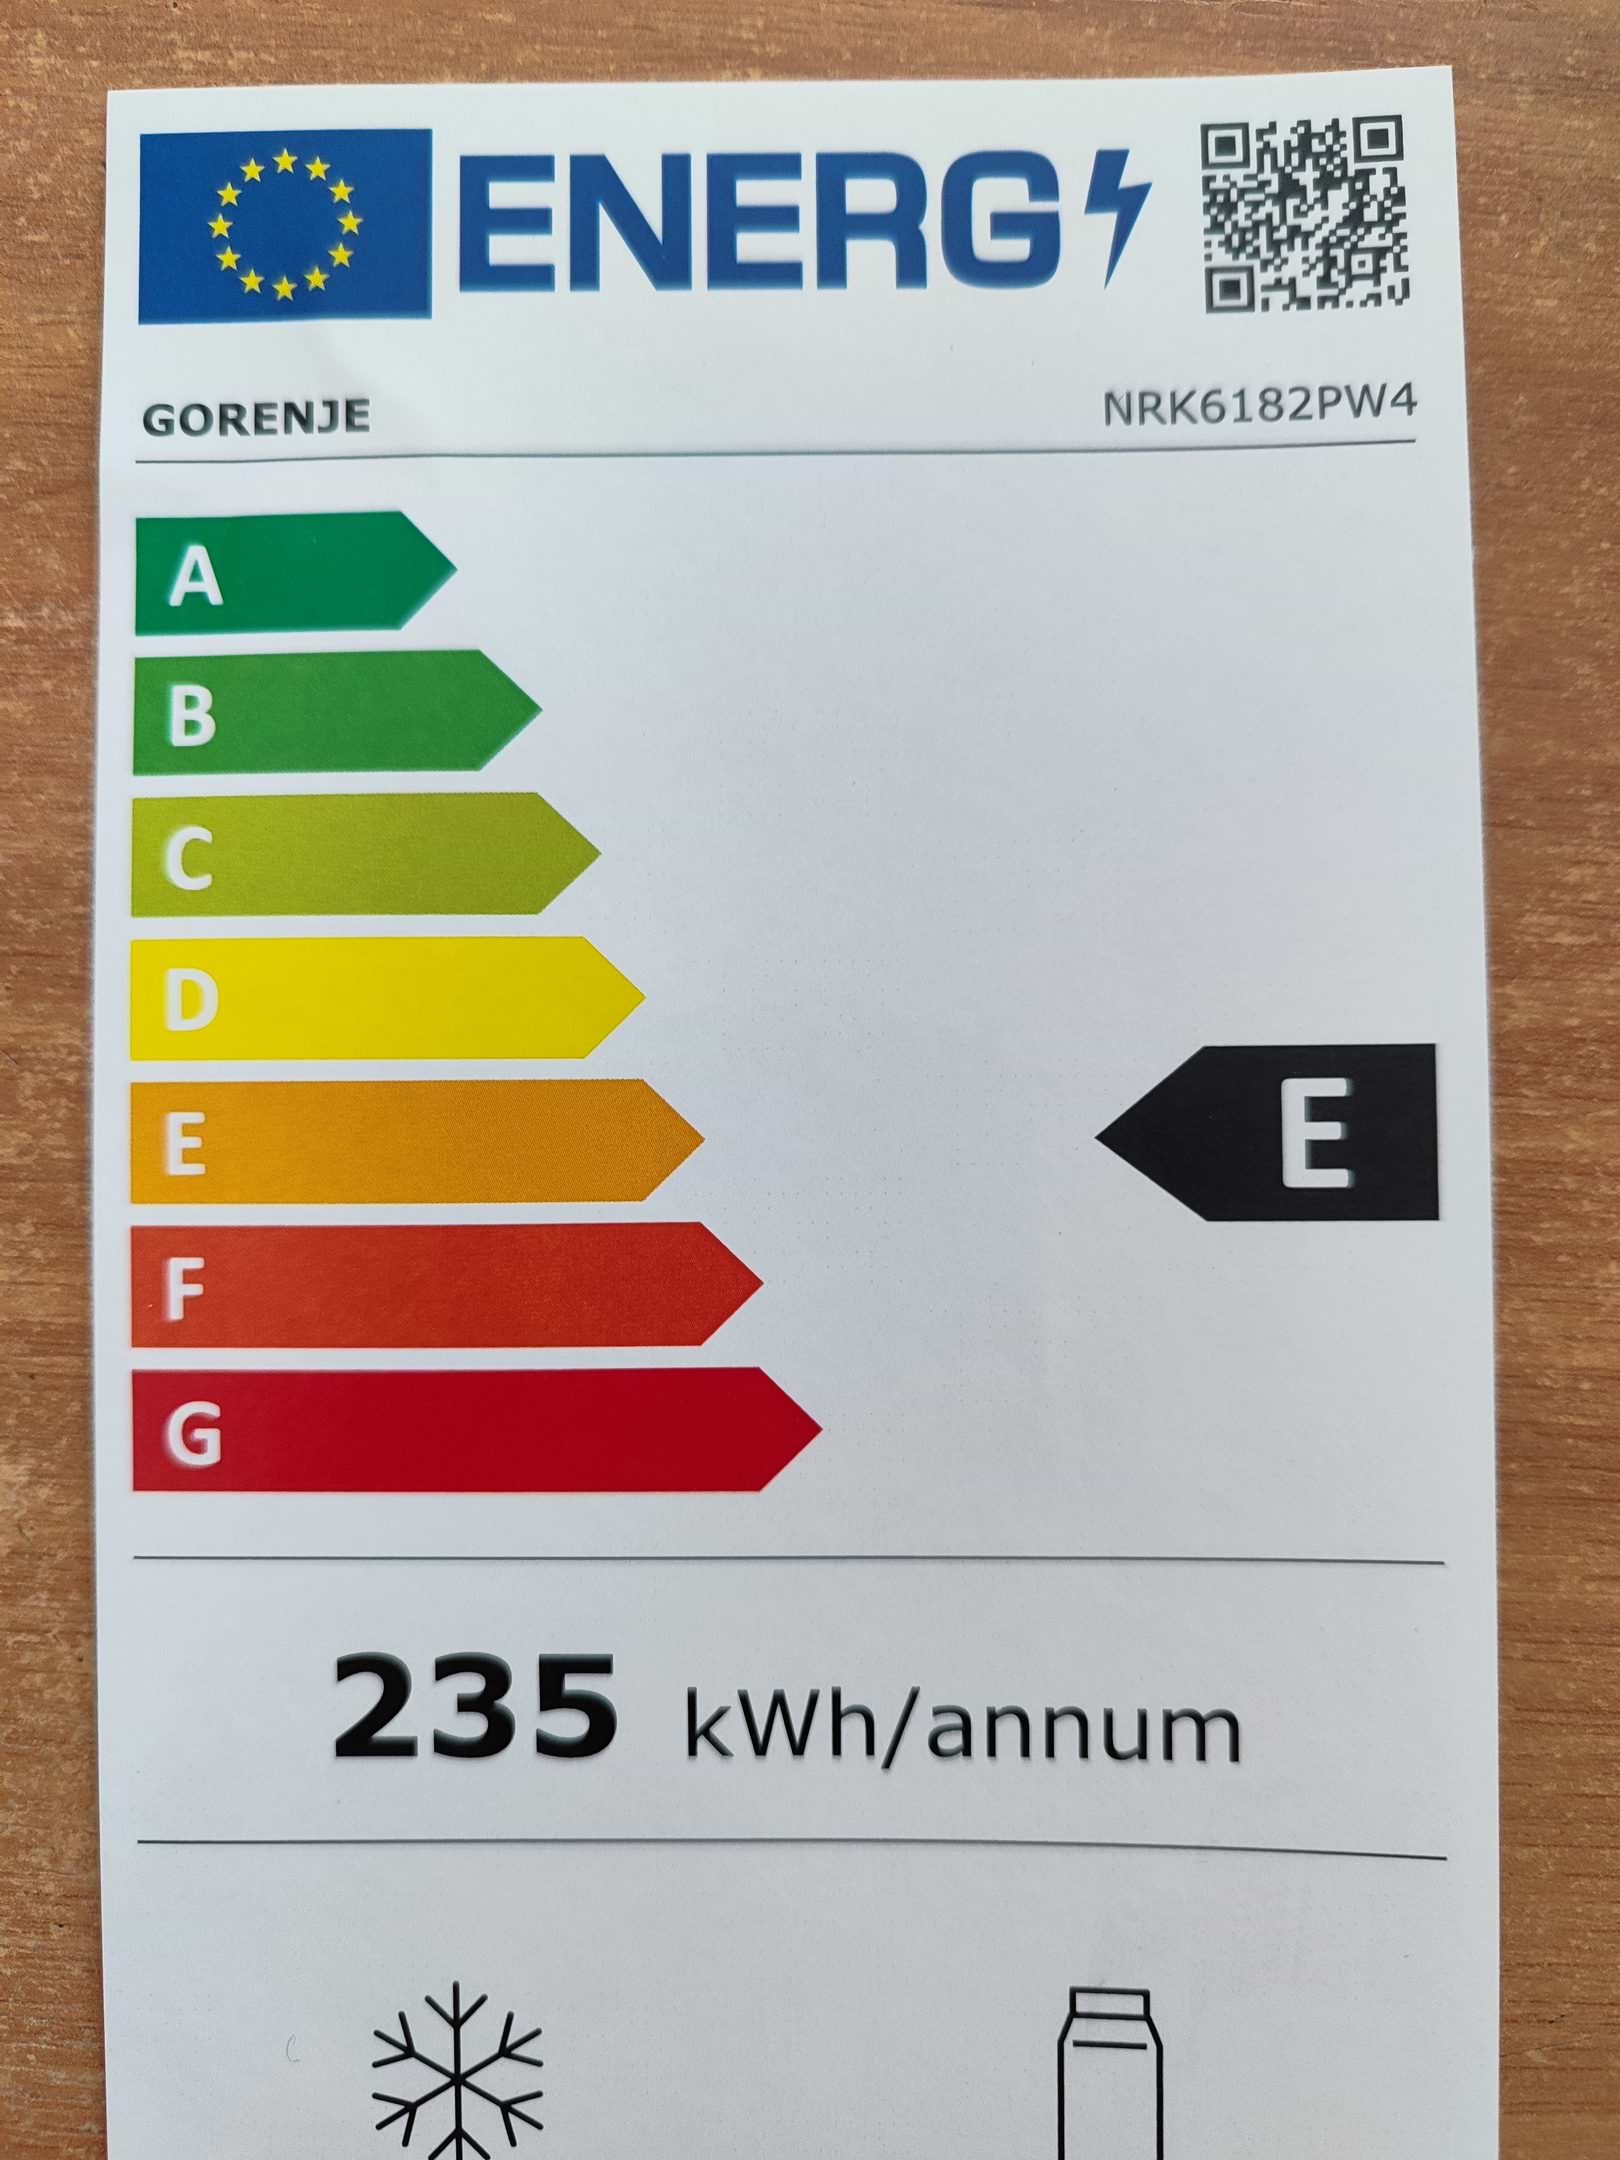 ENERG
GORENJE NRK6182PW4
A
B
C
D
E
E
F
G
235 kWh/annum